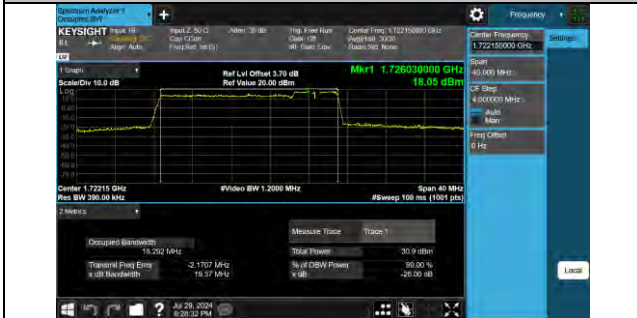 Spectrum Analyzer 1
Occupied BW
Frequency
KEYSIGHT Input: RF
Coupling: DC
Align: Auto
Input Z: 50 Ω
Corr CCorr
Freq Ref: Int (S)
Atten: 30 dB
Trig: Free Run
Gate: Off
#IF Gain: Low
Center Freq: 1.722150000 GHz
Avg|Hold: 30/30
Radio Std: None
Center Frequency
1.722150000 GHz
Settings
Span
40.000 MHz
CF Step
4.000000 MHz
Auto
Man
Freq Offset
0 Hz
1 Graph
Scale/Div 10.0 dB
Log
Ref Lvl Offset 3.70 dB
Ref Value 20.00 dBm
Mkr1 1.726030000 GHz
18.05 dBm
1
Center 1.72215 GHz
Res BW 390.00 kHz
#Video BW 1.2000 MHz
Span 40 MHz
#Sweep 100 ms (1001 pts)
2 Metrics
Measure Trace
Trace 1
Occupied Bandwidth
18.292 MHz
Total Power
30.9 dBm
Transmit Freq Error
-2.1707 MHz
% of OBW Power
99.00 %
x dB Bandwidth
19.37 MHz
x dB
-26.00 dB
Local
?
Jul 29, 2024
6:28:32 PM